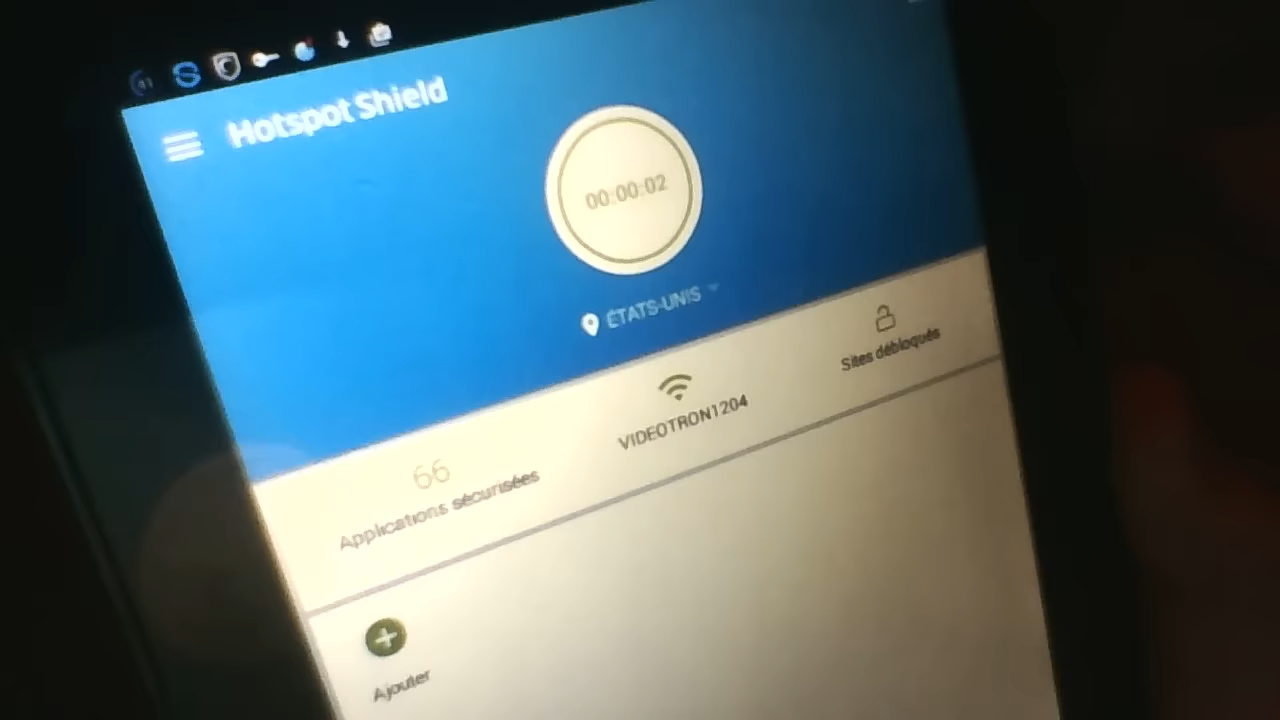 Hotspot Shield
00:00:02
ÉTATS-UNIS
Sites débloqués
VIDEOTRON1204
66
Applications sécurisées
Ajouter